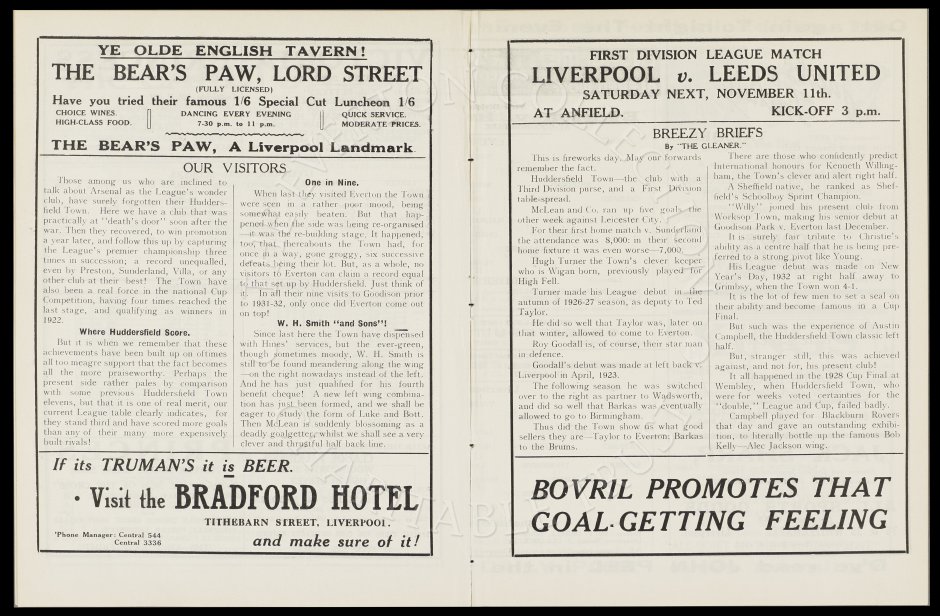 YE OLDE ENGLISH TAVERN!
THE BEAR'S PAW, LORD STREET
(FULLY LICENSED)
Have you tried their famous 1/6 Special Cut Luncheon 1/6
CHOICE WINES.
HIGH-CLASS FOOD.
DANCING EVERY EVENING
7-30 p.m. to 11 p.m.
QUICK SERVICE.
MODERATE PRICES.
THE BEAR'S PAW, A Liverpool Landmark
OUR VISITORS
Those among us who are inclined to
talk about Arsenal as the League's wonder
club, have surely forgotten their Hudders-
field Town. Here we have a club that was
practically at "death's door" soon after the
war. Then they recovered, to win promotion
a year later, and follow this up by capturing
the League's premier championship three
times in succession; a record unequalled,
even by Preston, Sunderland, Villa, or any
other club at their best! The Town have
also been a real force in the national Cup
Competition, having four times reached the
last stage, and qualifying as winners in
1922.
Where Huddersfield Score.
But it is when we remember that these
achievements have been built up on oftimes
all too meagre support that the fact becomes
all the more praiseworthy. Perhaps the
present side rather pales by comparison
with some previous Huddersfield Town
elevens, but that it is one of real merit, our
current League table clearly indicates, for
they stand third and have scored more goals
than any of their many more expensively
built rivals!
One in Nine.
When last they visited Everton the Town
were seen in a rather poor mood, being
somewhat easily beaten. But that hap-
pened when the side was being re-organised
—it was the re-building stage. It happened,
too, that thereabouts the Town had, for
once in a way, gone groggy, six successive
defeats being their lot. But, as a whole, no
visitors to Everton can claim a record equal
to that set up by Huddersfield. Just think of
it. In all their nine visits to Goodison prior
to 1931-32, only once did Everton come out
on top!
W. H. Smith "and Sons"!
Since last here the Town have dispensed
with Hines' services, but the ever-green,
though sometimes moody, W. H. Smith is
still to be found meandering along the wing
—on the right nowadays instead of the left.
And he has just qualified for his fourth
benefit cheque! A new left wing combina-
tion has just been formed, and we shall be
eager to study the form of Luke and Bott.
Then McLean is suddenly blossoming as a
deadly goalgetter, whilst we shall see a very
clever and thrustful half back line.
If its TRUMAN'S it is BEER.
· Visit the BRADFORD HOTEL
TITHEBARN STREET, LIVERPOOL.
'Phone Manager: Central 544
Central 3336
and make sure of it!
FIRST DIVISION LEAGUE MATCH
LIVERPOOL v. LEEDS UNITED
SATURDAY NEXT, NOVEMBER 11th.
AT ANFIELD. KICK-OFF 3 p.m.
BREEZY BRIEFS
By "THE GLEANER."
This is fireworks day. May our forwards
remember the fact.
Huddersfield Town—the club with a
Third Division purse, and a First Division
table-spread.
McLean and Co. ran up five goals the
other week against Leicester City.
For their first home match v. Sunderland
the attendance was 8,000: in their second
home fixture it was even worse—7,000.
Hugh Turner the Town's clever keeper
who is Wigan born, previously played for
High Fell.
Turner made his League debut in the
autumn of 1926-27 season, as deputy to Ted
Taylor.
He did so well that Taylor was, later on
that winter, allowed to come to Everton.
Roy Goodall is, of course, their star man
in defence.
Goodall's debut was made at left back v.
Liverpool in April, 1923.
The following season he was switched
over to the right as partner to Wadsworth,
and did so well that Barkas was eventually
allowed to go to Birmingham.
Thus did the Town show us what good
sellers they are—Taylor to Everton: Barkas
to the Brums.
There are those who confidently predict
International honours for Kenneth Willing-
ham, the Town's clever and alert right half.
A Sheffield native, he ranked as Shef-
field's Schoolboy Sprint Champion.
"Willy" joined his present club from
Worksop Town, making his senior debut at
Goodison Park v. Everton last December.
It is surely fair tribute to Christie's
ability as a centre half that he is being pre-
ferred to a strong pivot like Young.
His League debut was made on New
Year's Day, 1932 at right half away to
Grimsby, when the Town won 4-1.
It is the lot of few men to set a seal on
their ability and become famous in a Cup
Final.
But such was the experience of Austin
Campbell, the Huddersfield Town classic left
half.
But, stranger still, this was achieved
against, and not for, his present club!
It all happened in the 1928 Cup Final at
Wembley, when Huddersfield Town, who
were for weeks voted certainties for the
"double," League and Cup, failed badly.
Campbell played for Blackburn Rovers
that day and gave an outstanding exhibi-
tion, to literally bottle up the famous Bob
Kelly—Alec Jackson wing.
BOVRIL PROMOTES THAT
GOAL-GETTING FEELING